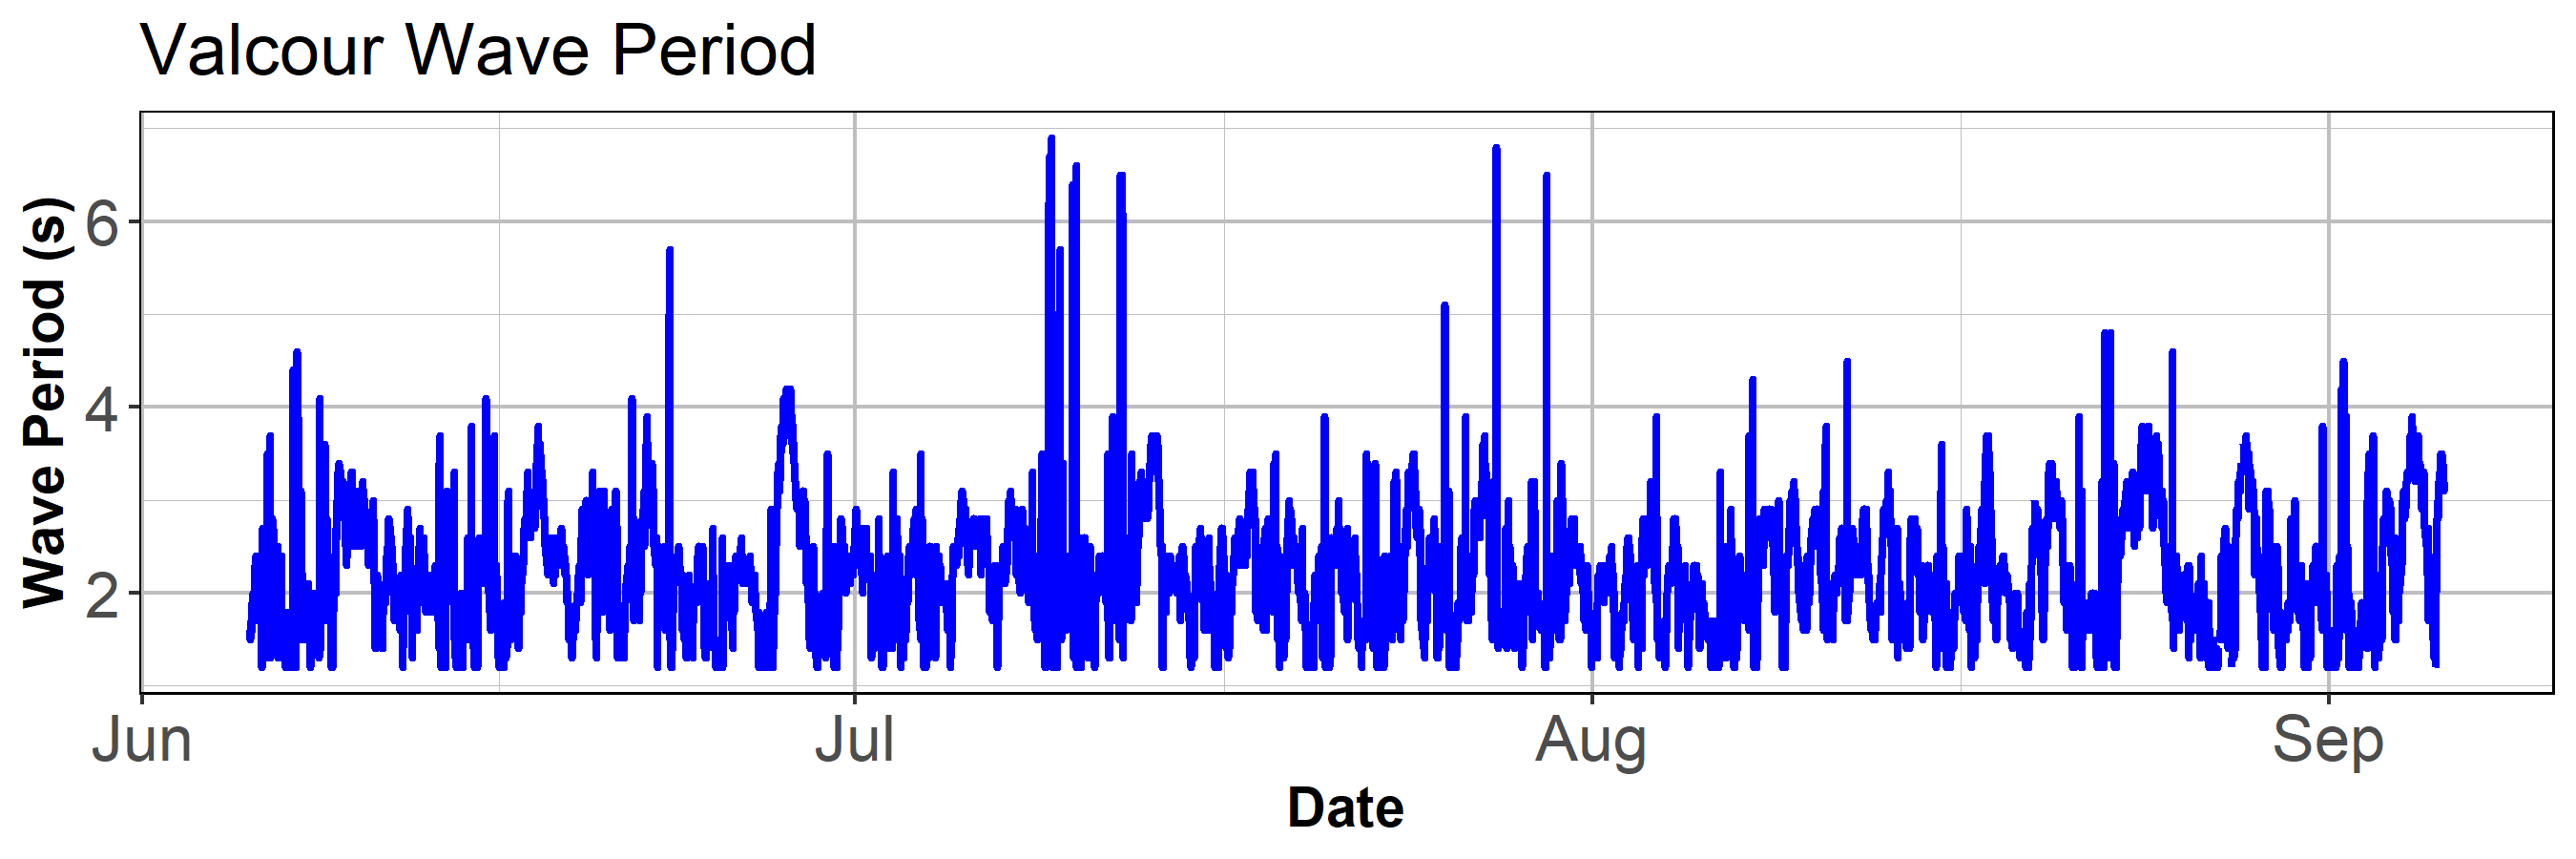 Valcour Wave Period
Wave Period (s)
6
4
2
Jun Jul Aug Sep
Date